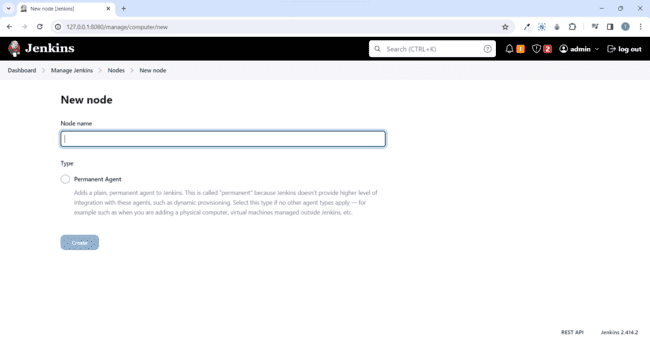 New node [Jenkins]
127.0.0.1:8080/manage/computer/new
Jenkins
Search (CTRL+K)
1
2
admin
log out
Dashboard
Manage Jenkins
Nodes
New node
New node
Node name
Type
Permanent Agent
Adds a plain, permanent agent to Jenkins. This is called "permanent" because Jenkins doesn't provide higher level of
integration with these agents, such as dynamic provisioning. Select this type if no other agent types apply — for
example such as when you are adding a physical computer, virtual machines managed outside Jenkins, etc.
Create
REST API
Jenkins 2.414.2